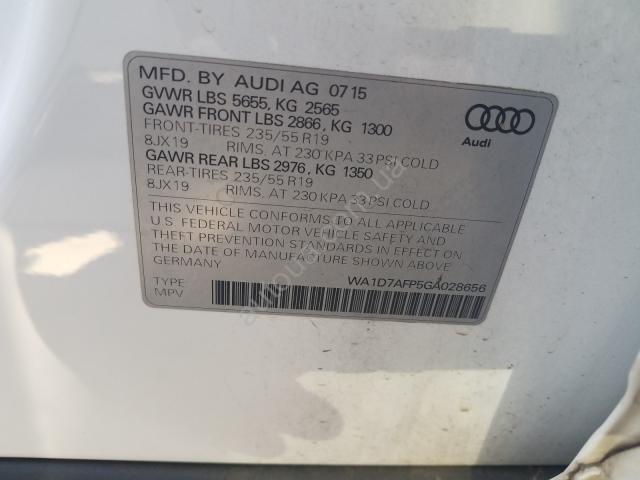 MFD. BY AUDI AG 07 15
GVWR LBS 5655, KG 2565
GAWR FRONT LBS 2866, KG 1300
FRONT-TIRES 235/55 R19
8JX19 RIMS, AT 230 KPA 33 PSI COLD
GAWR REAR LBS 2976, KG 1350
REAR-TIRES 235/55 R19
8JX19 RIMS, AT 230 KPA 33 PSI COLD
Audi
THIS VEHICLE CONFORMS TO ALL APPLICABLE
U.S. FEDERAL MOTOR VEHICLE SAFETY AND
THEFT PREVENTION STANDARDS IN EFFECT ON
THE DATE OF MANUFACTURE SHOWN ABOVE.
GERMANY
WA1D7AFP5GA028656
TYPE
MPV